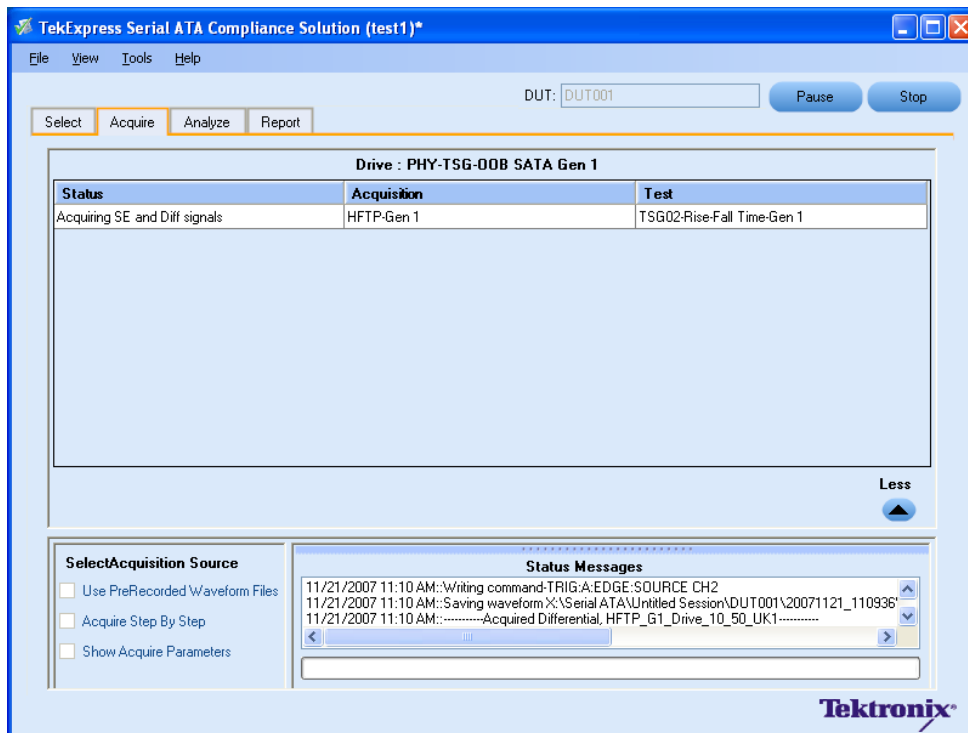 TekExpress Serial ATA Compliance Solution (test1)*
File View Tools Help
DUT: DUT001 Pause Stop
Select Acquire Analyze Report
Drive : PHY-TSG-OOB SATA Gen 1
Status Acquisition Test
Acquiring SE and Diff signals HFTP-Gen 1 TSG02-Rise-Fall Time-Gen 1
Less
SelectAcquisition Source
Use PreRecorded Waveform Files
Acquire Step By Step
Show Acquire Parameters
Status Messages
11/21/2007 11:10 AM::Writing command-TRIG:A:EDGE:SOURCE CH2
11/21/2007 11:10 AM::Saving waveform X:\Serial ATA\Untitled Session\DUT001\20071121_110936\
11/21/2007 11:10 AM::----------Acquired Differential, HFTP_G1_Drive_10_50_UK1----------
Tektronix®